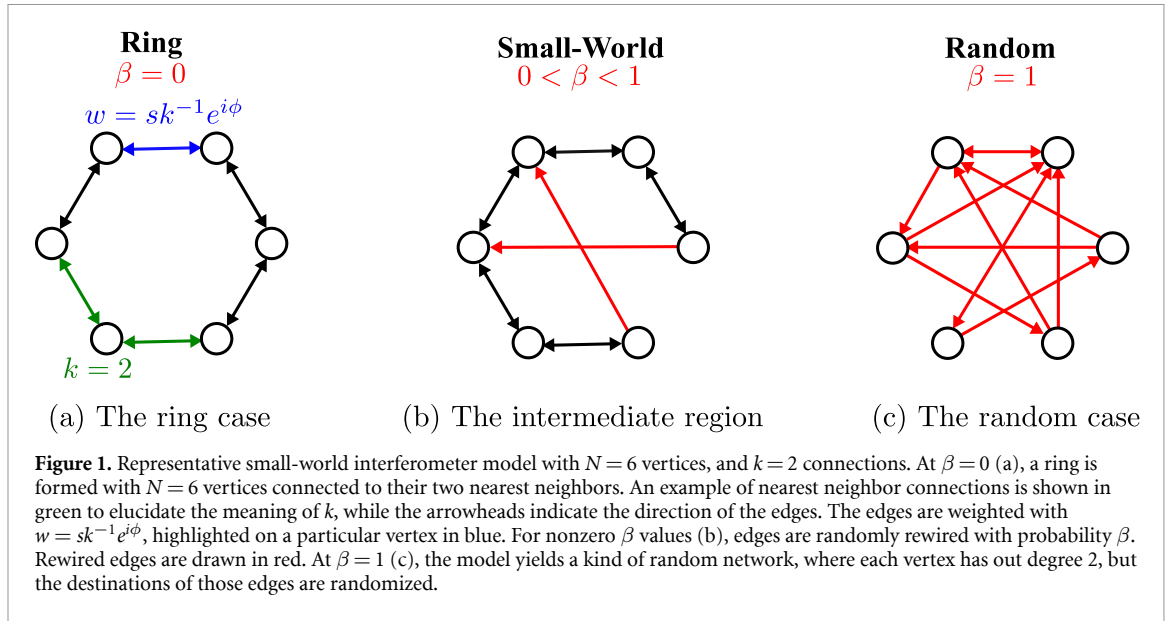 Ring
β = 0
w = sk⁻¹e^{iϕ}
k = 2
(a) The ring case
Small-World
0 < β < 1
(b) The intermediate region
Random
β = 1
(c) The random case
Figure 1. Representative small-world interferometer model with N = 6 vertices, and k = 2 connections. At β = 0 (a), a ring is
formed with N = 6 vertices connected to their two nearest neighbors. An example of nearest neighbor connections is shown in
green to elucidate the meaning of k, while the arrowheads indicate the direction of the edges. The edges are weighted with
w = sk⁻¹e^{iϕ}, highlighted on a particular vertex in blue. For nonzero β values (b), edges are randomly rewired with probability β.
Rewired edges are drawn in red. At β = 1 (c), the model yields a kind of random network, where each vertex has out degree 2, but
the destinations of those edges are randomized.